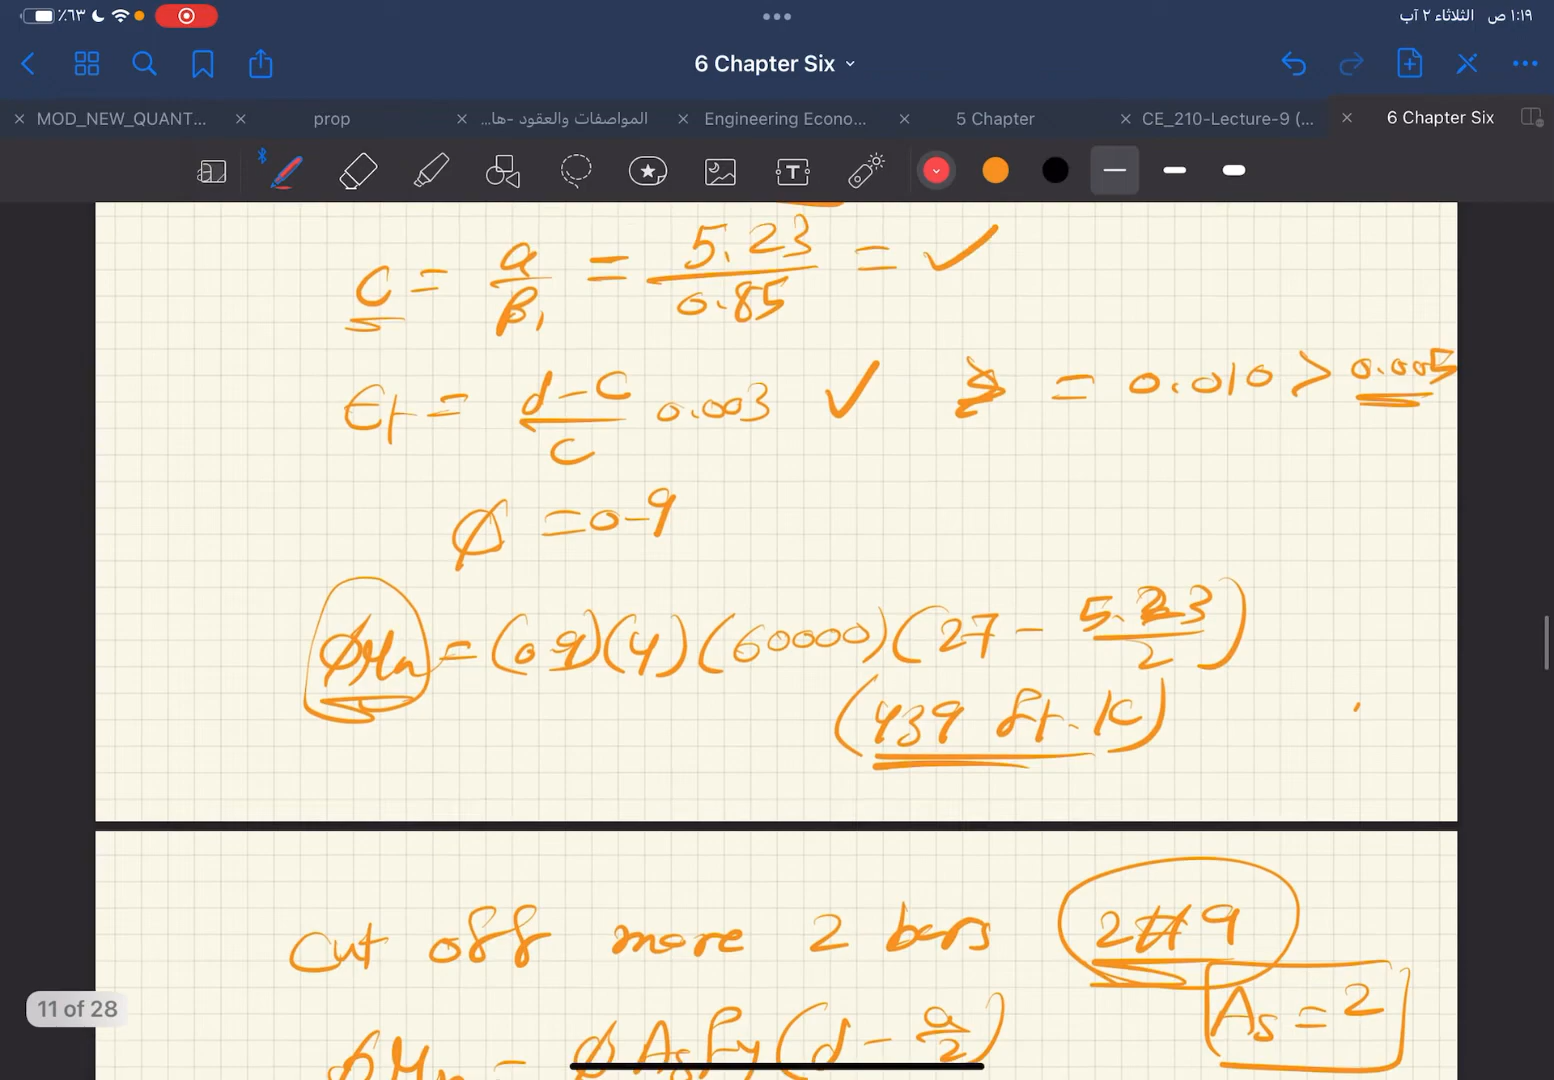 ٪٦٣
١:١٩ ص الثلاثاء ٢ آب
6 Chapter Six
MOD_NEW_QUANT...
prop
المواصفات والعقود -ها...
Engineering Econo...
5 Chapter
CE_210-Lecture-9 (...
6 Chapter Six
T
C = a/β₁ = 5.23/0.85 = ✓
Єt = (d-C)/C 0.003 ✓ = 0.010 > 0.005
ϕ = 0.9
ϕMn = (0.9)(4)(60000)(27 - 5.23/2)
(439 ft-K)
Cut off more 2 bars 2#9
As = 2
11 of 28
ϕMn = ϕAsFy(d - a/2)